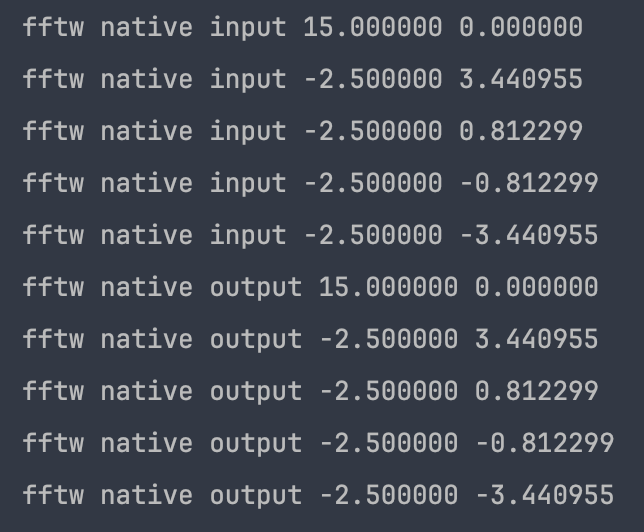 fftw native input 15.000000 0.000000
fftw native input -2.500000 3.440955
fftw native input -2.500000 0.812299
fftw native input -2.500000 -0.812299
fftw native input -2.500000 -3.440955
fftw native output 15.000000 0.000000
fftw native output -2.500000 3.440955
fftw native output -2.500000 0.812299
fftw native output -2.500000 -0.812299
fftw native output -2.500000 -3.440955